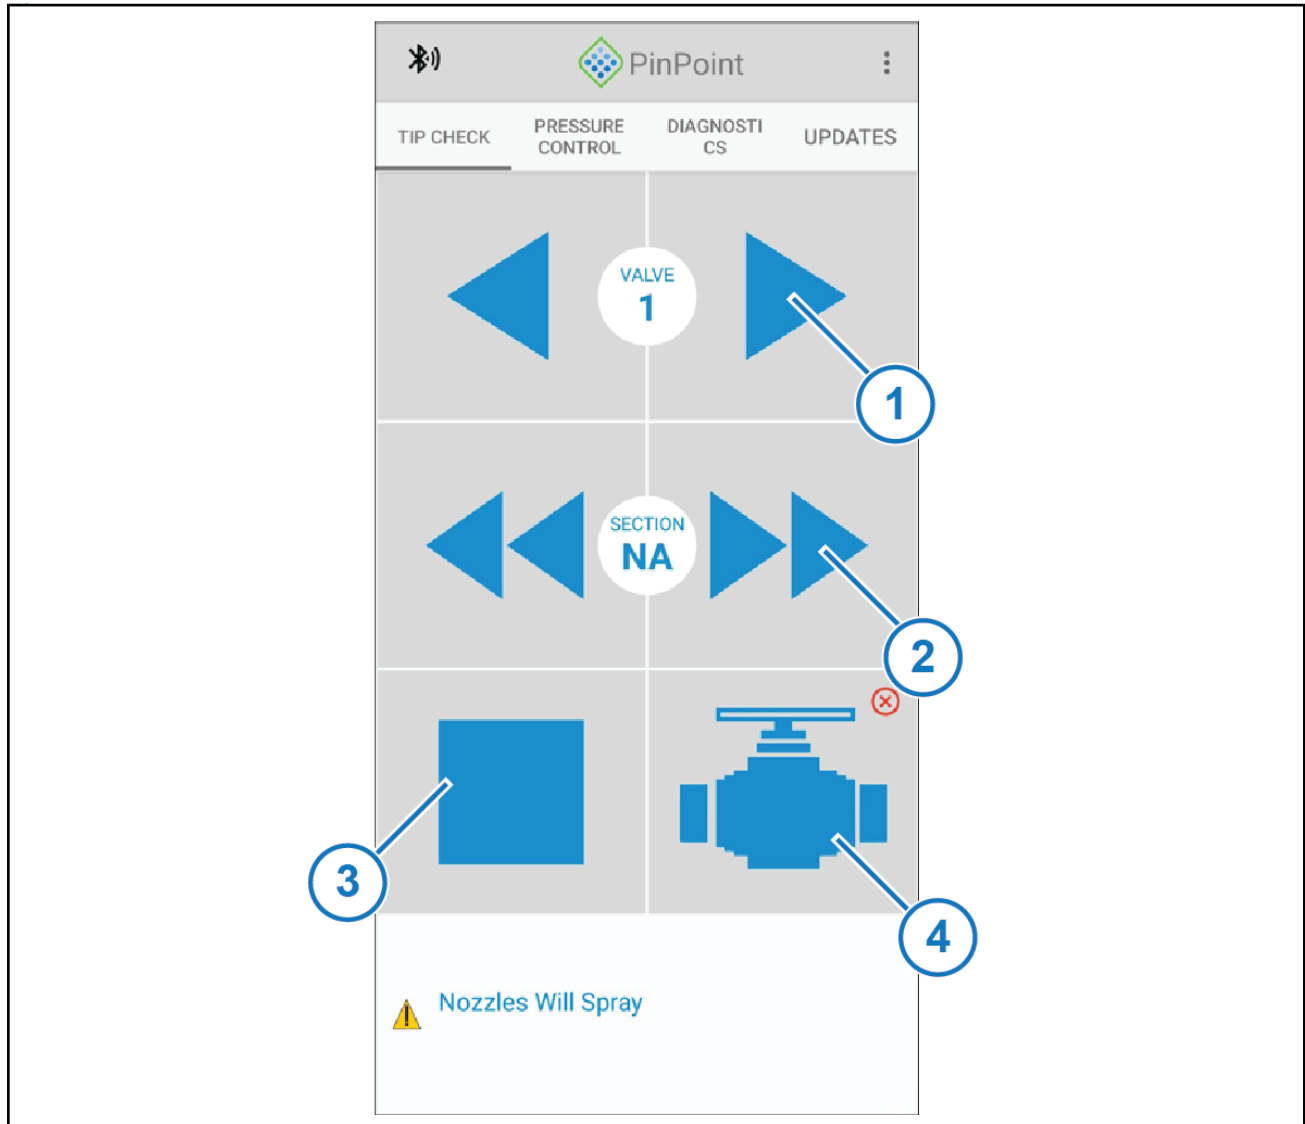 PinPoint
TIP CHECK
PRESSURE
CONTROL
DIAGNOSTI
CS
UPDATES
VALVE
1
1
SECTION
NA
2
3
4
Nozzles Will Spray